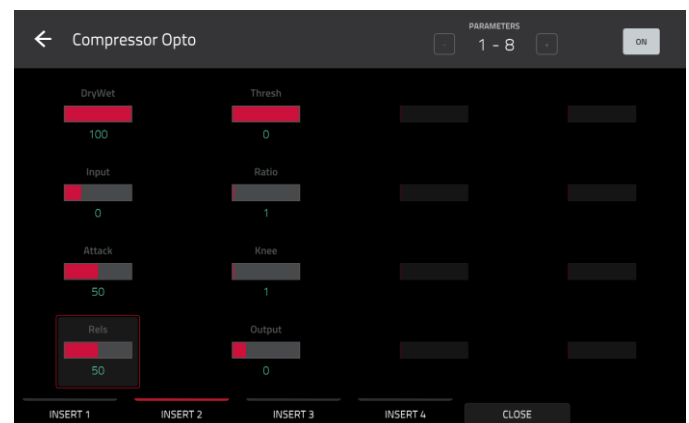 Compressor Opto
PARAMETERS
- 1 - 8 +
ON
DryWet Thresh
100 0
Input Ratio
0 1
Attack Knee
50 1
Rels Output
50 0
INSERT 1 INSERT 2 INSERT 3 INSERT 4 CLOSE